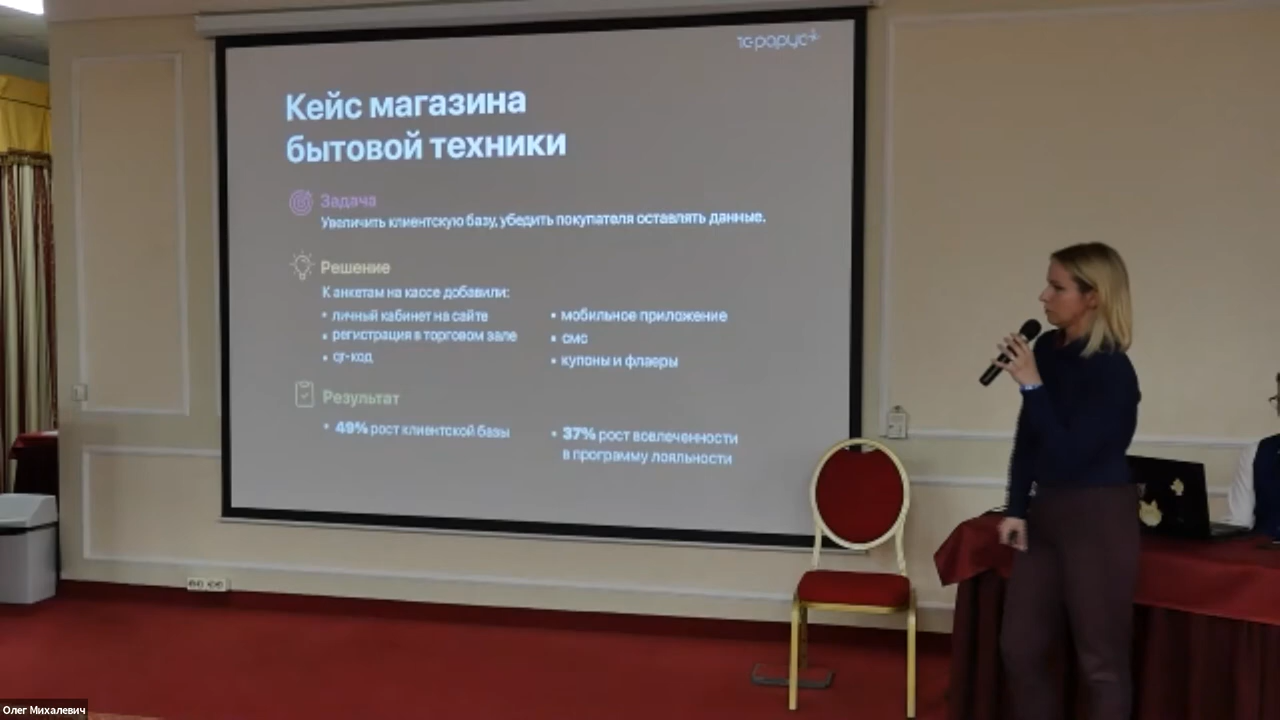 1С·рарус
Кейс магазина
бытовой техники
Задача
Увеличить клиентскую базу, убедить покупателя оставлять данные.
Решение
К анкетам на кассе добавили:
• личный кабинет на сайте
• регистрация в торговом зале
• qr-код
• мобильное приложение
• смс
• купоны и флаеры
Результат
• 49% рост клиентской базы
• 37% рост вовлеченности
в программу лояльности
Олег Михалевич